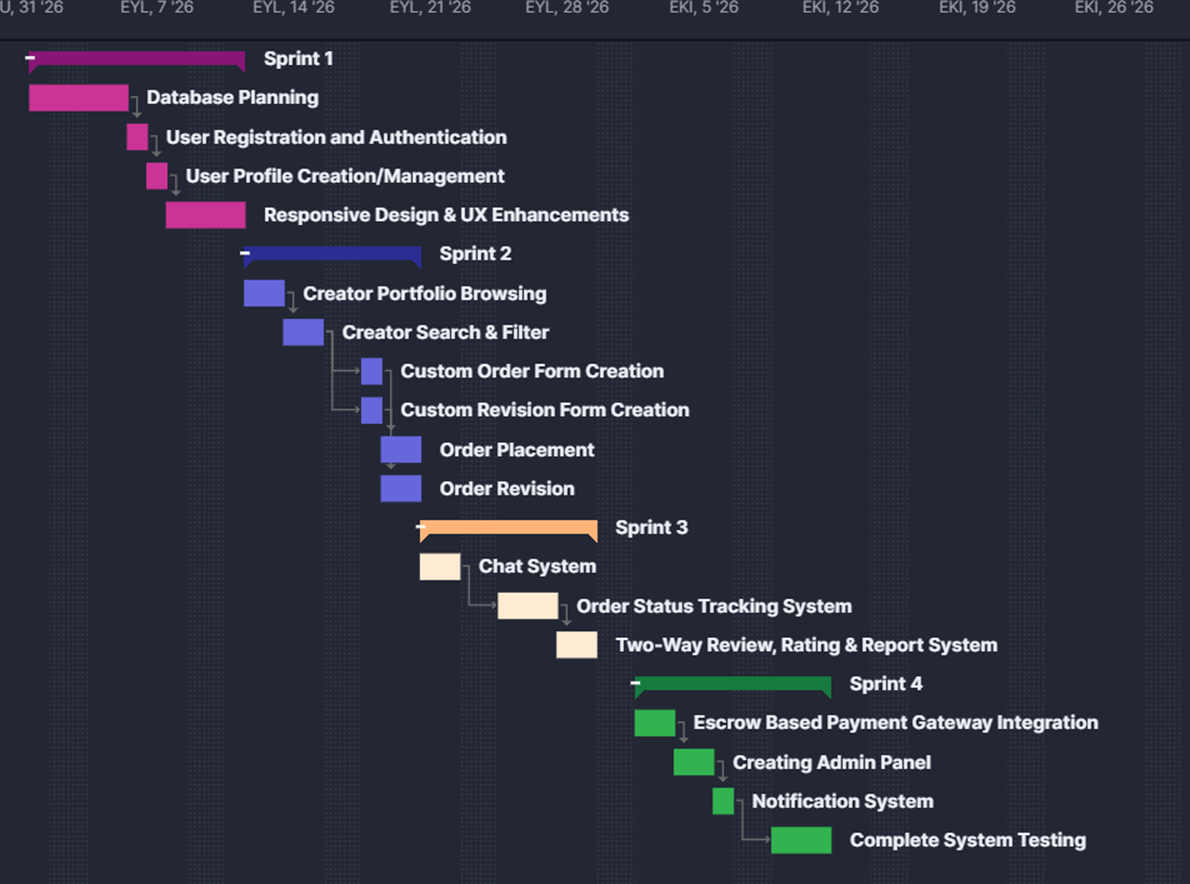 U, 31 '26 EYL, 7 '26 EYL, 14 '26 EYL, 21 '26 EYL, 28 '26 EKI, 5 '26 EKI, 12 '26 EKI, 19 '26 EKI, 26 '26
Sprint 1
Database Planning
User Registration and Authentication
User Profile Creation/Management
Responsive Design & UX Enhancements
Sprint 2
Creator Portfolio Browsing
Creator Search & Filter
Custom Order Form Creation
Custom Revision Form Creation
Order Placement
Order Revision
Sprint 3
Chat System
Order Status Tracking System
Two-Way Review, Rating & Report System
Sprint 4
Escrow Based Payment Gateway Integration
Creating Admin Panel
Notification System
Complete System Testing